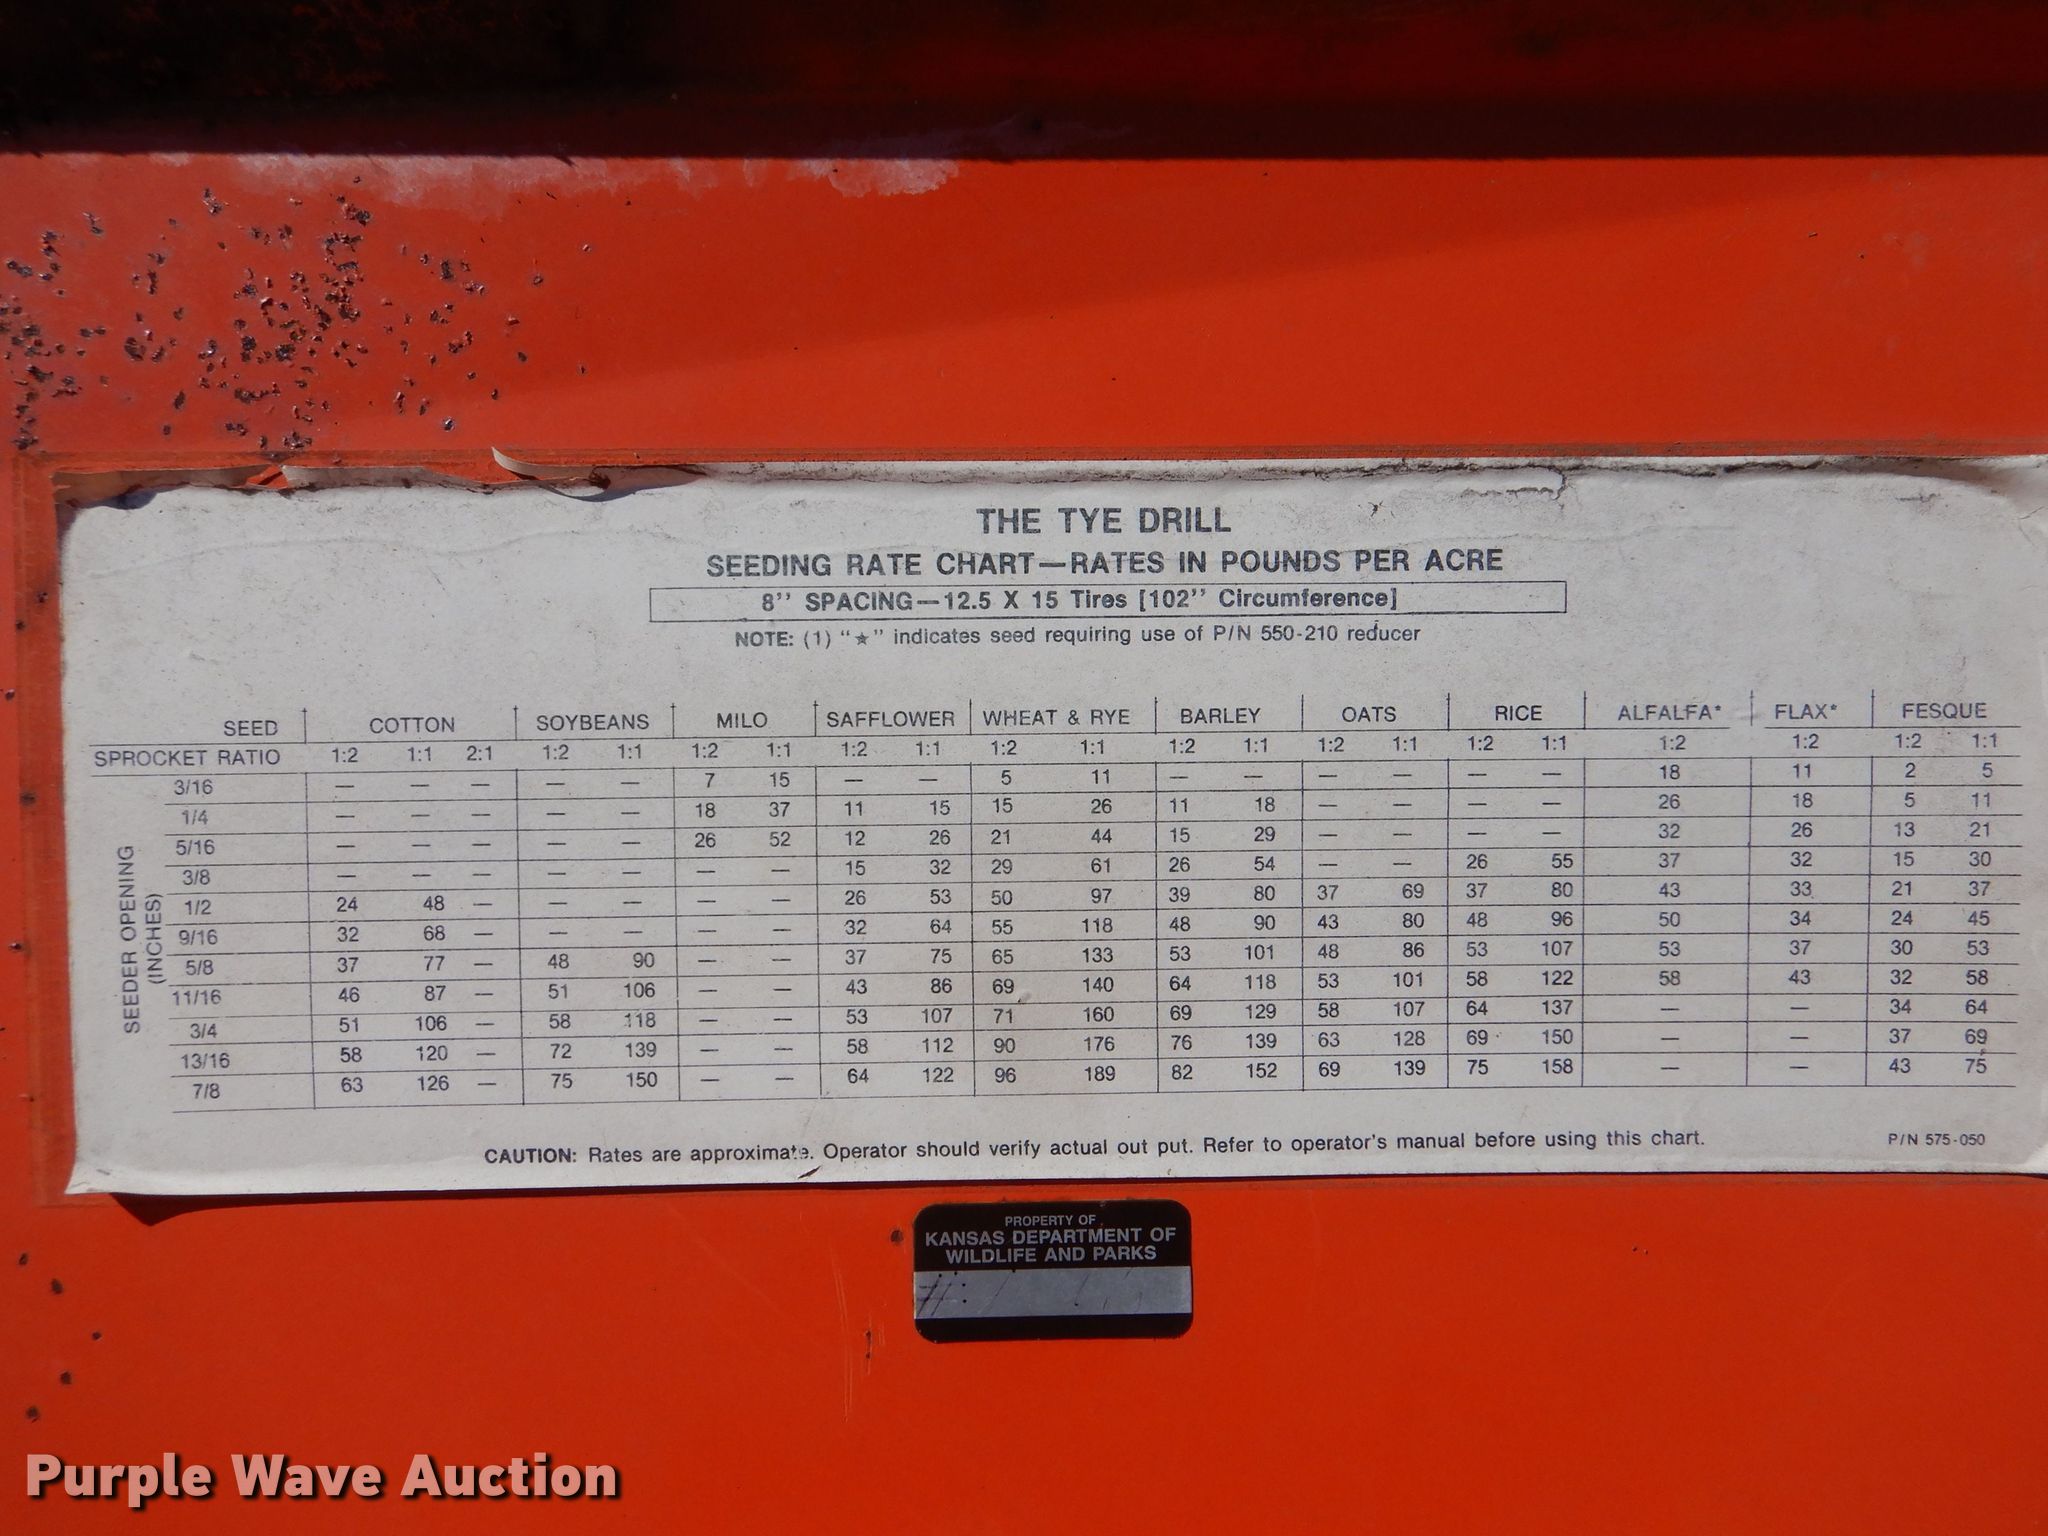 THE TYE DRILL
SEEDING RATE CHART—RATES IN POUNDS PER ACRE
8'' SPACING—12.5 X 15 Tires [102'' Circumference]
NOTE: (1) "★" indicates seed requiring use of P/N 550-210 reducer
SEED COTTON SOYBEANS MILO SAFFLOWER WHEAT & RYE BARLEY OATS RICE ALFALFA* FLAX* FESQUE
SPROCKET RATIO 1:2 1:1 2:1 1:2 1:1 1:2 1:1 1:2 1:1 1:2 1:1 1:2 1:1 1:2 1:1 1:2 1:1 1:2 1:2 1:2 1:1
SEEDER OPENING
(INCHES)
3/16 — — — — — 7 15 — — 5 11 — — — — — — 18 11 2 5
1/4 — — — — — 18 37 11 15 15 26 11 18 — — — — 26 18 5 11
5/16 — — — — — 26 52 12 26 21 44 15 29 — — — — 32 26 13 21
3/8 — — — — — — — 15 32 29 61 26 54 — — 26 55 37 32 15 30
1/2 24 48 — — — — — 26 53 50 97 39 80 37 69 37 80 43 33 21 37
9/16 32 68 — — — — — 32 64 55 118 48 90 43 80 48 96 50 34 24 45
5/8 37 77 — 48 90 — — 37 75 65 133 53 101 48 86 53 107 53 37 30 53
11/16 46 87 — 51 106 — — 43 86 69 140 64 118 53 101 58 122 58 43 32 58
3/4 51 106 — 58 118 — — 53 107 71 160 69 129 58 107 64 137 — — 34 64
13/16 58 120 — 72 139 — — 58 112 90 176 76 139 63 128 69 150 — — 37 69
7/8 63 126 — 75 150 — — 64 122 96 189 82 152 69 139 75 158 — — 43 75
CAUTION: Rates are approximate. Operator should verify actual out put. Refer to operator's manual before using this chart.
P/N 575-050
PROPERTY OF
KANSAS DEPARTMENT OF
WILDLIFE AND PARKS
Purple Wave Auction